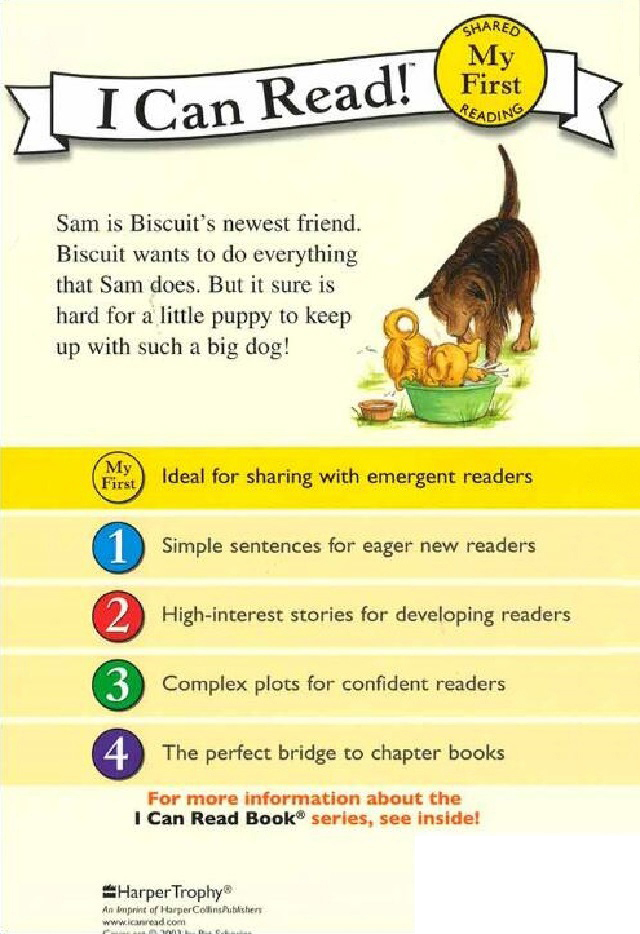 I Can Read!™
SHARED
My
First
READING
Sam is Biscuit's newest friend.
Biscuit wants to do everything
that Sam does. But it sure is
hard for a little puppy to keep
up with such a big dog!
My
First
Ideal for sharing with emergent readers
1 Simple sentences for eager new readers
2 High-interest stories for developing readers
3 Complex plots for confident readers
4 The perfect bridge to chapter books
For more information about the
I Can Read Book® series, see inside!
HarperTrophy®
An Imprint of HarperCollinsPublishers
www.icanread.com